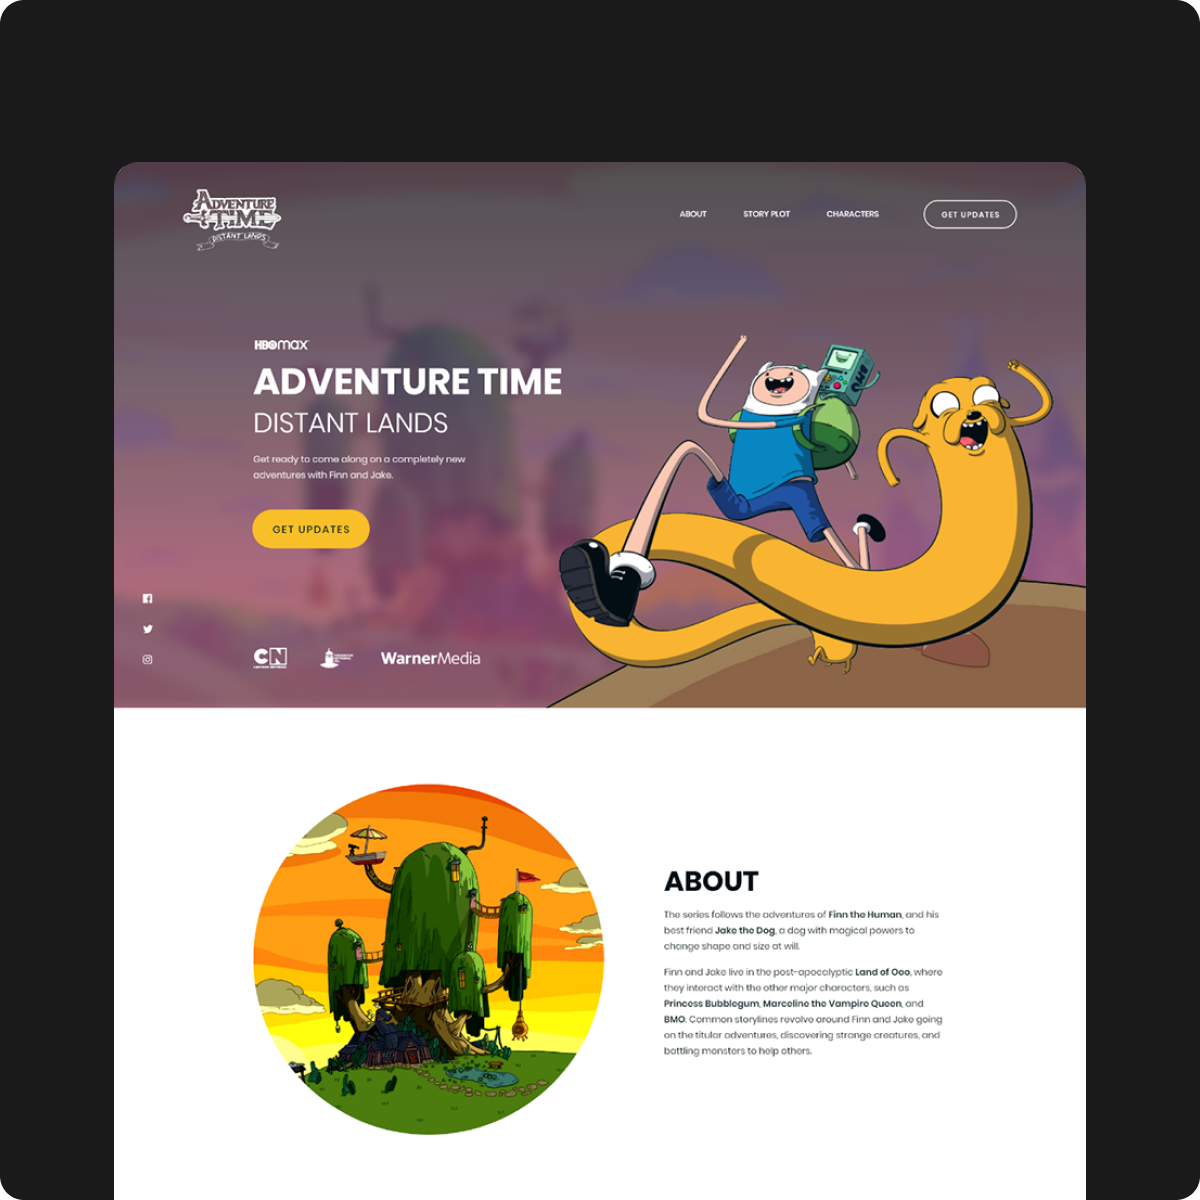 ADVENTURE
TIME
DISTANT LANDS
ABOUT
STORY PLOT
CHARACTERS
GET UPDATES
HBOmax
ADVENTURE TIME
DISTANT LANDS
Get ready to come along on a completely new
adventures with Finn and Jake.
GET UPDATES
CN
CARTOON NETWORK
WarnerMedia
BMO
ABOUT
The series follows the adventures of Finn the Human, and his
best friend Jake the Dog, a dog with magical powers to
change shape and size at will.
Finn and Jake live in the post-apocalyptic Land of Ooo, where
they interact with the other major characters, such as
Princess Bubblegum, Marceline the Vampire Queen, and
BMO. Common storylines revolve around Finn and Jake going
on the titular adventures, discovering strange creatures, and
battling monsters to help others.